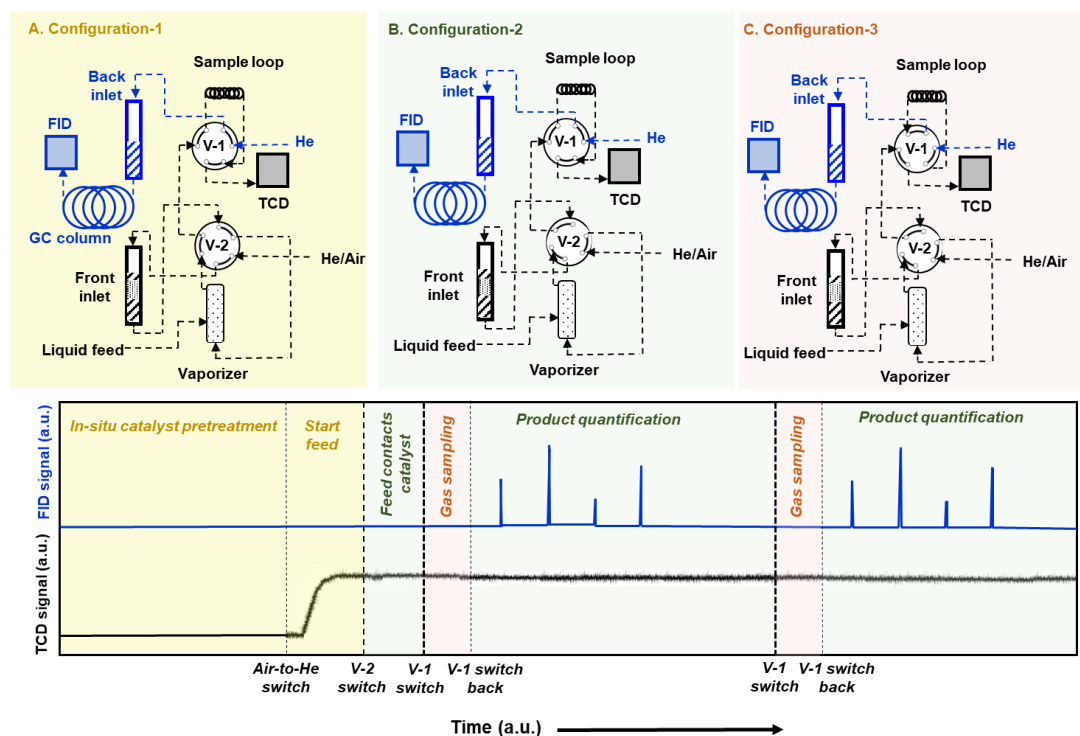 A. Configuration-1
Sample loop
Back
inlet
FID
V-1
He
TCD
GC column
V-2
He/Air
Front
inlet
Liquid feed
Vaporizer
B. Configuration-2
Sample loop
Back
inlet
FID
V-1
He
TCD
V-2
He/Air
Front
inlet
Liquid feed
Vaporizer
C. Configuration-3
Sample loop
Back
inlet
FID
V-1
He
TCD
V-2
He/Air
Front
inlet
Liquid feed
Vaporizer
FID signal (a.u.)
TCD signal (a.u.)
In-situ catalyst pretreatment
Start
feed
Feed contacts
catalyst
Gas sampling
Product quantification
Gas sampling
Product quantification
Air-to-He
switch
V-2
switch
V-1
switch
V-1 switch
back
V-1
switch
V-1 switch
back
Time (a.u.)